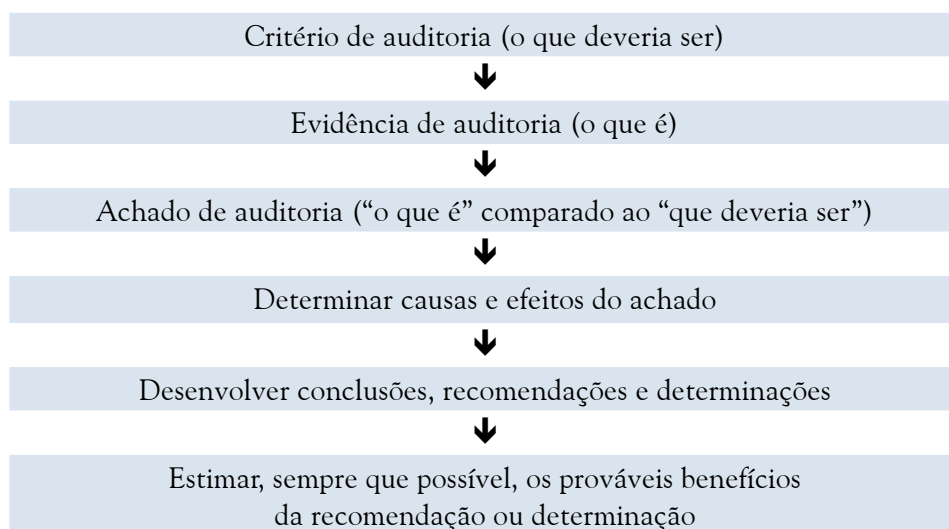 Critério de auditoria (o que deveria ser)
Evidência de auditoria (o que é)
Achado de auditoria (“o que é” comparado ao “que deveria ser”)
Determinar causas e efeitos do achado
Desenvolver conclusões, recomendações e determinações
Estimar, sempre que possível, os prováveis benefícios
da recomendação ou determinação